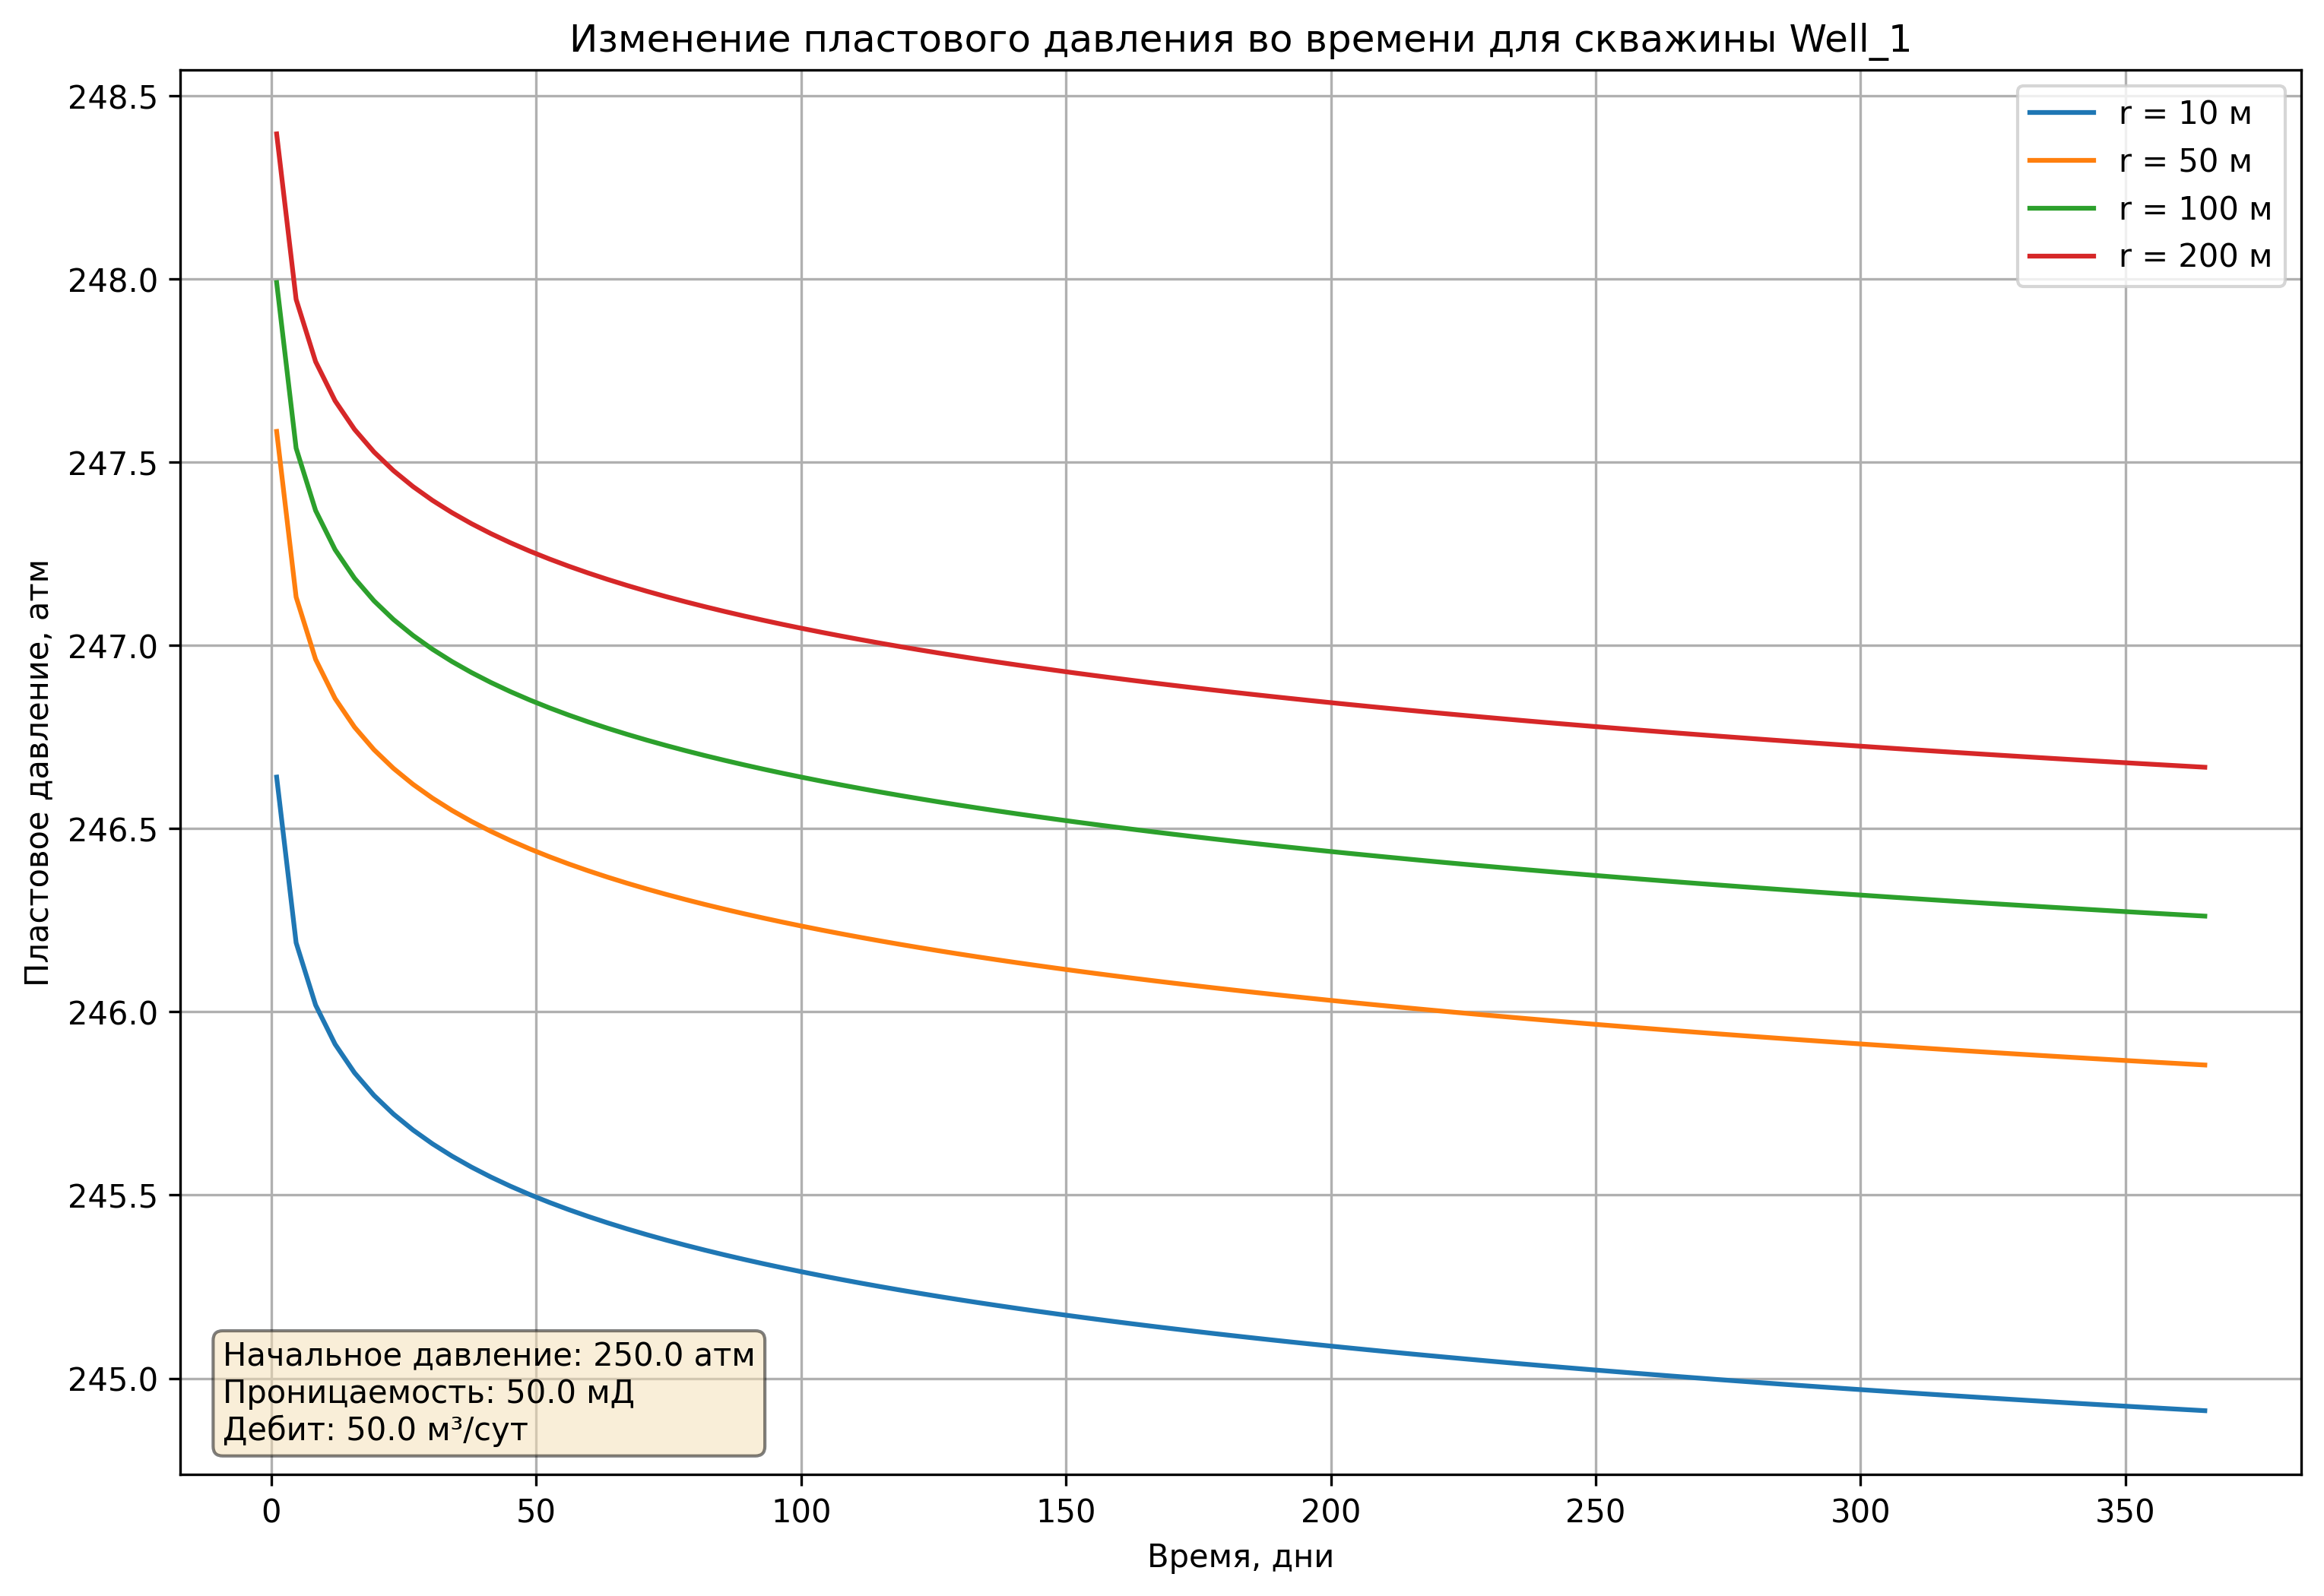 Изменение пластового давления во времени для скважины Well_1
r = 10 м
r = 50 м
r = 100 м
r = 200 м
Пластовое давление, атм
248.5
248.0
247.5
247.0
246.5
246.0
245.5
245.0
Начальное давление: 250.0 атм
Проницаемость: 50.0 мД
Дебит: 50.0 м³/сут
0 50 100 150 200 250 300 350
Время, дни